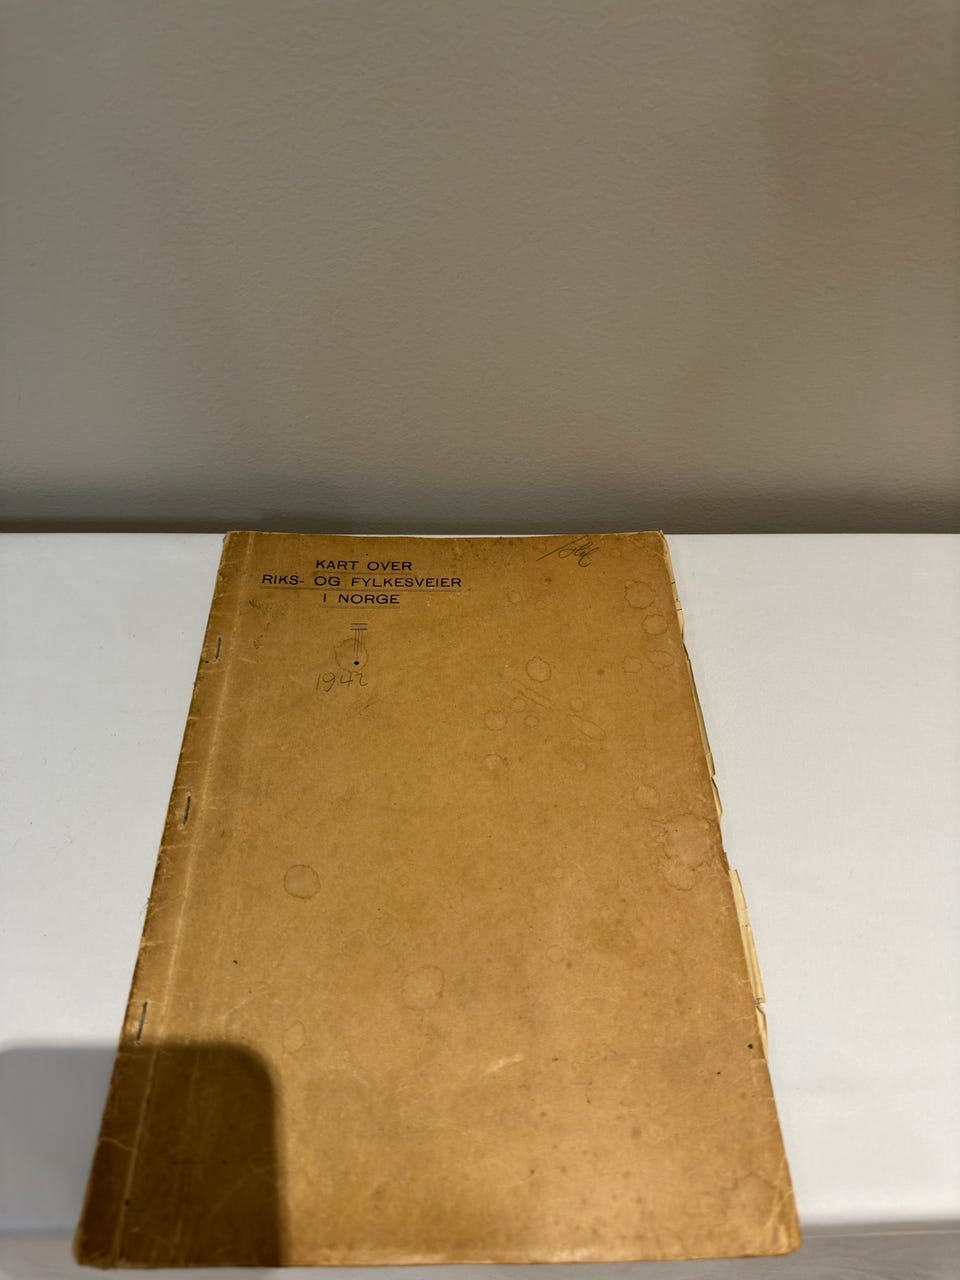 KART OVER
RIKS- OG FYLKESVEIER
I NORGE
1942